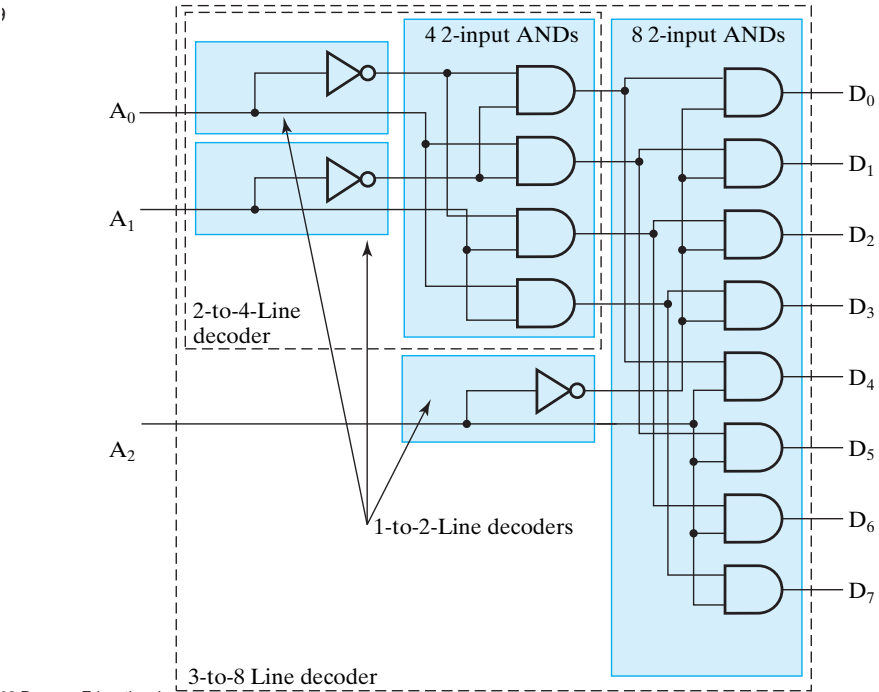 4 2-input ANDs
8 2-input ANDs
A0
A1
A2
D0
D1
D2
D3
D4
D5
D6
D7
2-to-4-Line
decoder
1-to-2-Line decoders
3-to-8 Line decoder